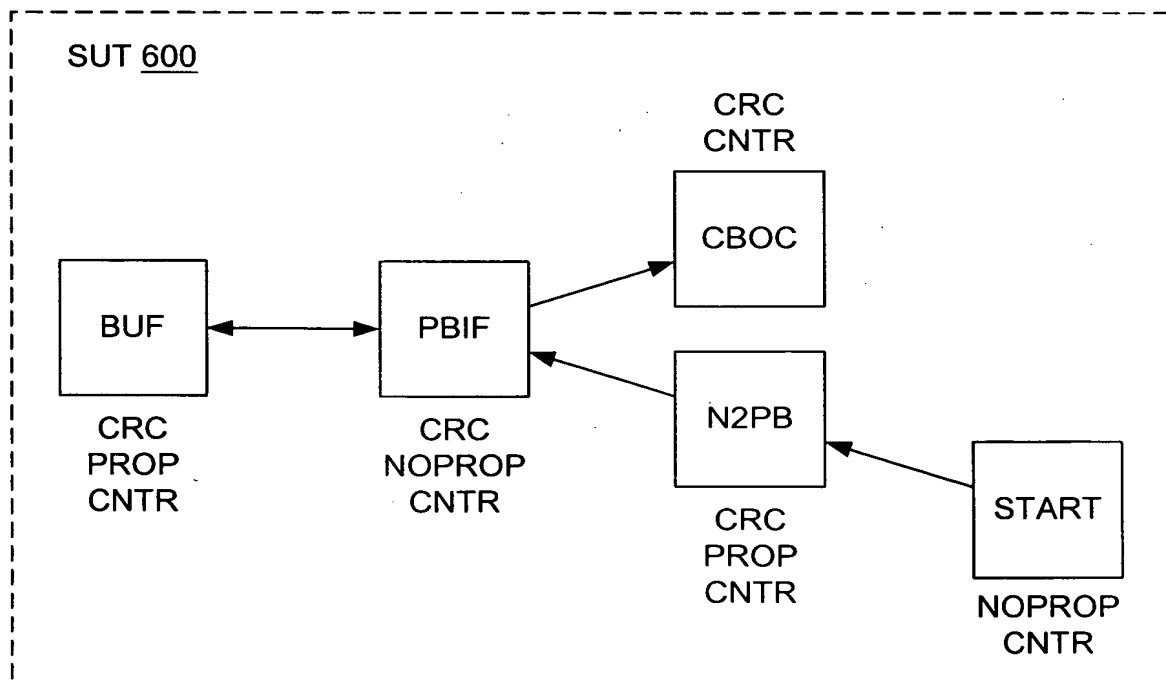 SUT 600
CRC
CNTR
CBOC
BUF
CRC
PROP
CNTR
PBIF
CRC
NOPROP
CNTR
N2PB
CRC
PROP
CNTR
START
NOPROP
CNTR